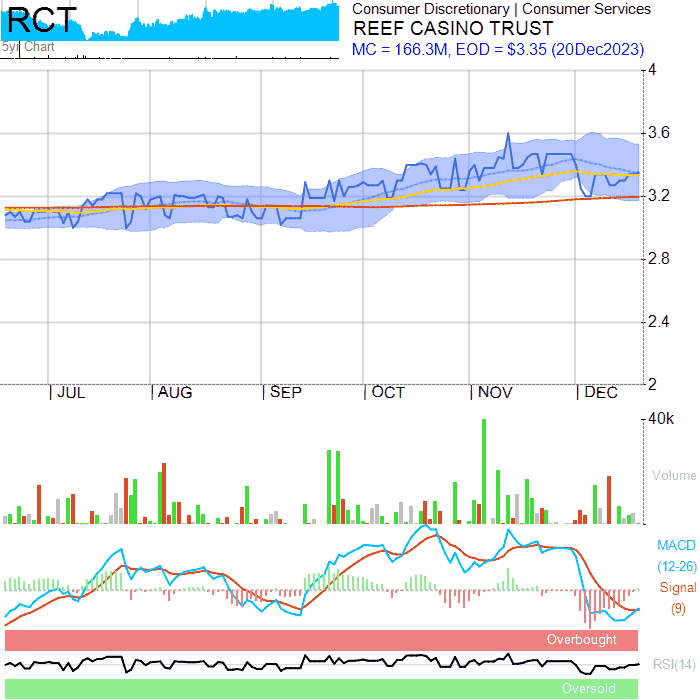 RCT
Consumer Discretionary | Consumer Services
REEF CASINO TRUST
5yr Chart
MC = 166.3M, EOD = $3.35 (20Dec2023)
4
3.6
3.2
2.8
2.4
2
| JUL | AUG | SEP | OCT | NOV | DEC
40k
Volume
MACD
(12-26)
Signal
(9)
Overbought
RSI(14)
Oversold